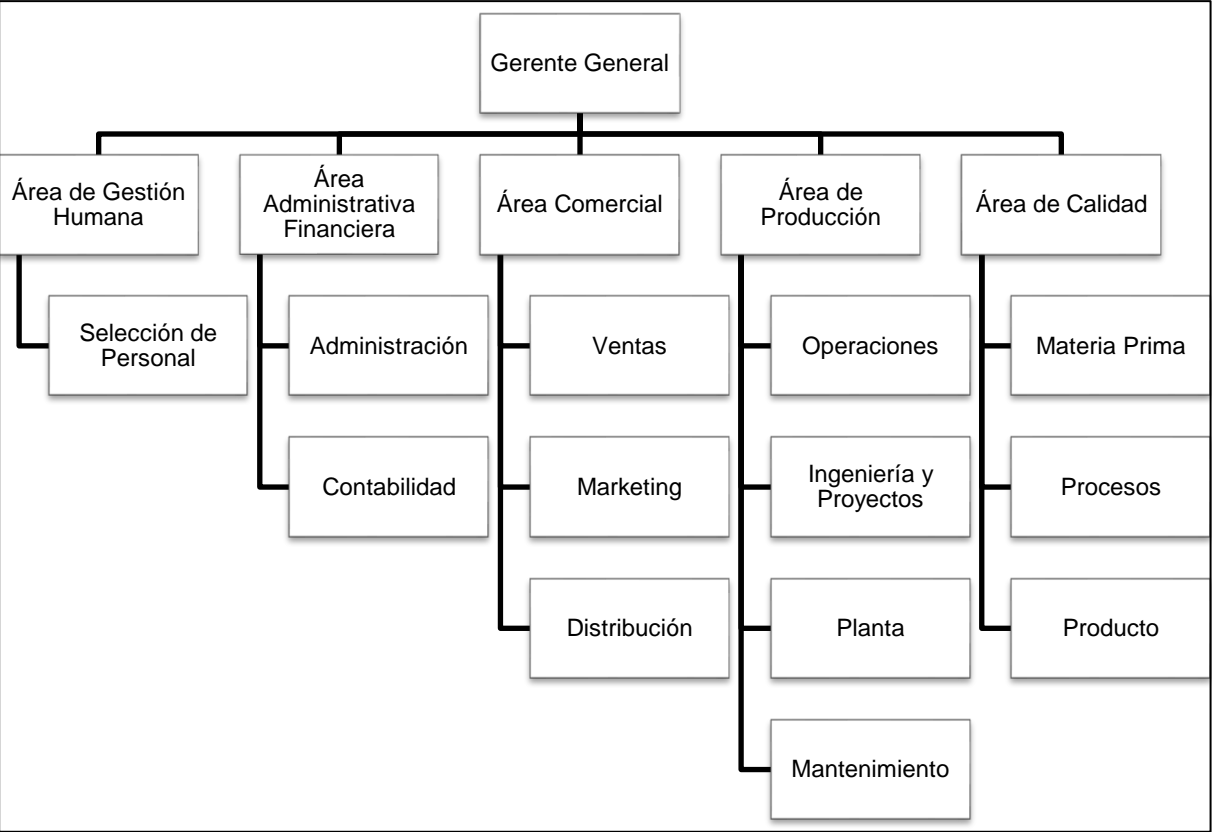 Gerente General
Área de Gestión
Humana
Área
Administrativa
Financiera
Área Comercial
Área de
Producción
Área de Calidad
Selección de
Personal
Administración
Ventas
Operaciones
Materia Prima
Contabilidad
Marketing
Ingeniería y
Proyectos
Procesos
Distribución
Planta
Producto
Mantenimiento